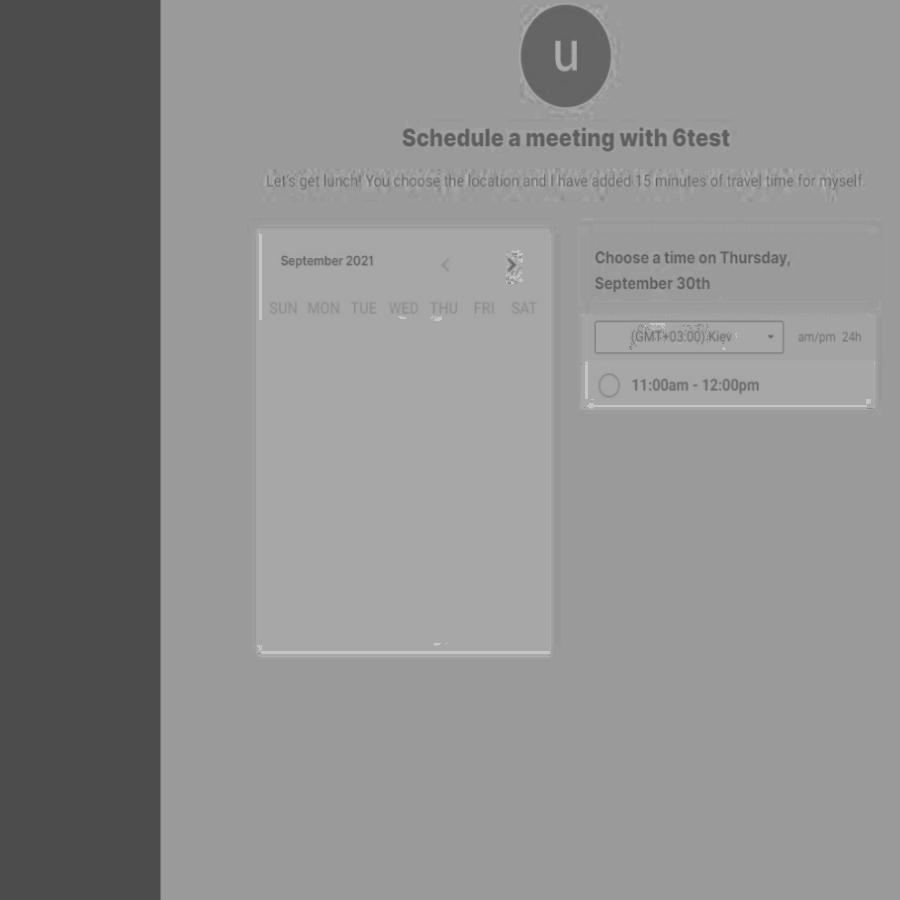 u
Schedule a meeting with 6test
Let's get lunch! You choose the location and I have added 15 minutes of travel time for myself.
September 2021
SUN MON TUE WED THU FRI SAT
Choose a time on Thursday,
September 30th
(GMT+03:00) Kiev
am/pm 24h
11:00am - 12:00pm